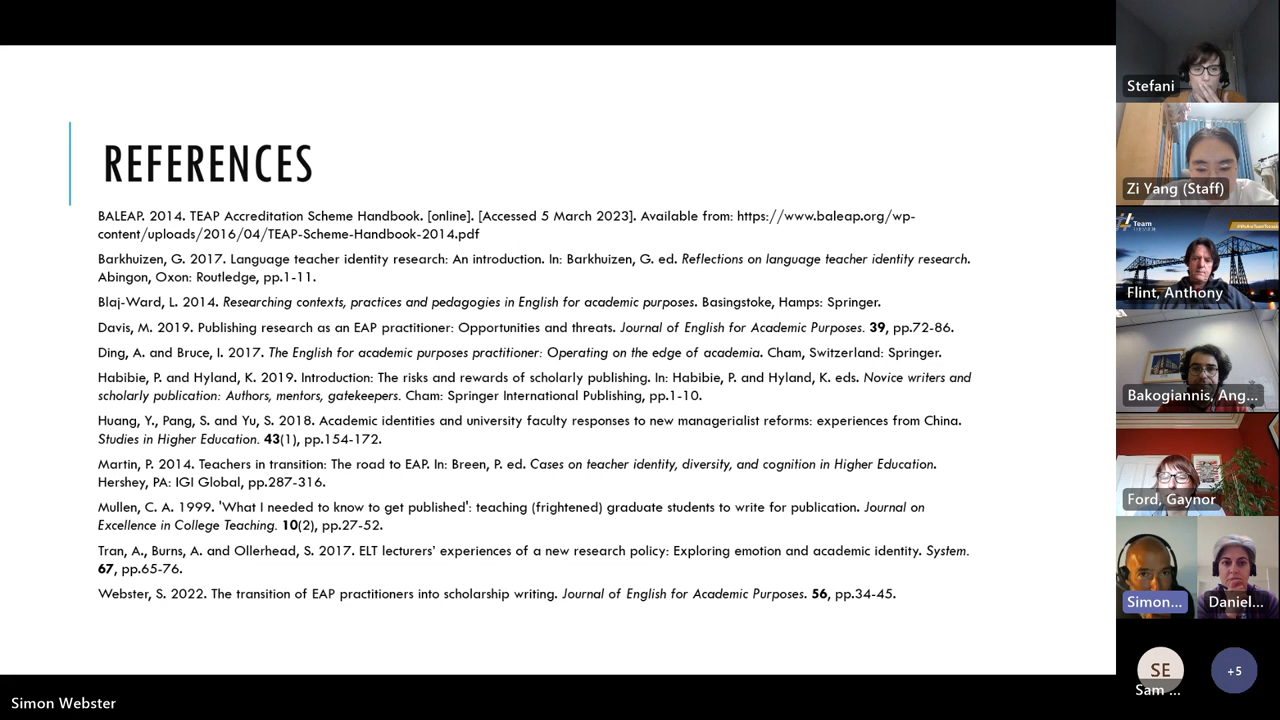 REFERENCES
BALEAP. 2014. TEAP Accreditation Scheme Handbook. [online]. [Accessed 5 March 2023]. Available from: https://www.baleap.org/wp-
content/uploads/2016/04/TEAP-Scheme-Handbook-2014.pdf
Barkhuizen, G. 2017. Language teacher identity research: An introduction. In: Barkhuizen, G. ed. Reflections on language teacher identity research.
Abingon, Oxon: Routledge, pp.1-11.
Blaj-Ward, L. 2014. Researching contexts, practices and pedagogies in English for academic purposes. Basingstoke, Hamps: Springer.
Davis, M. 2019. Publishing research as an EAP practitioner: Opportunities and threats. Journal of English for Academic Purposes. 39, pp.72-86.
Ding, A. and Bruce, I. 2017. The English for academic purposes practitioner: Operating on the edge of academia. Cham, Switzerland: Springer.
Habibie, P. and Hyland, K. 2019. Introduction: The risks and rewards of scholarly publishing. In: Habibie, P. and Hyland, K. eds. Novice writers and
scholarly publication: Authors, mentors, gatekeepers. Cham: Springer International Publishing, pp.1-10.
Huang, Y., Pang, S. and Yu, S. 2018. Academic identities and university faculty responses to new managerialist reforms: experiences from China.
Studies in Higher Education. 43(1), pp.154-172.
Martin, P. 2014. Teachers in transition: The road to EAP. In: Breen, P. ed. Cases on teacher identity, diversity, and cognition in Higher Education.
Hershey, PA: IGI Global, pp.287-316.
Mullen, C. A. 1999. 'What I needed to know to get published': teaching (frightened) graduate students to write for publication. Journal on
Excellence in College Teaching. 10(2), pp.27-52.
Tran, A., Burns, A. and Ollerhead, S. 2017. ELT lecturers' experiences of a new research policy: Exploring emotion and academic identity. System.
67, pp.65-76.
Webster, S. 2022. The transition of EAP practitioners into scholarship writing. Journal of English for Academic Purposes. 56, pp.34-45.
Simon Webster
Stefani
Zi Yang (Staff)
Team
Flint, Anthony
Bakogiannis, Ang...
Ford, Gaynor
Simon...
Daniel...
SE
Sam ...
+5